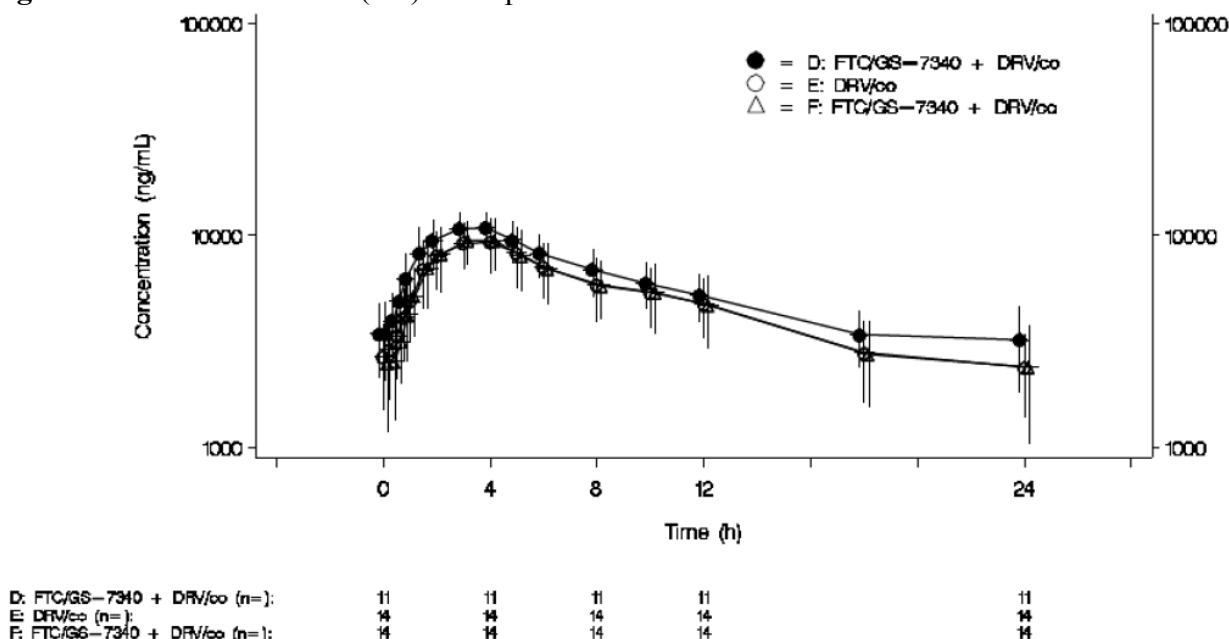 100000
100000
● = D: FTC/GS-7340 + DRV/co
○ = E: DRV/co
△ = F: FTC/GS-7340 + DRV/co
Concentration (ng/mL)
10000
10000
1000
1000
0 4 8 12 24
Time (h)
D: FTC/GS-7340 + DRV/co (n=): 11 11 11 11 11
E: DRV/co (n=): 14 14 14 14 14
F: FTC/GS-7340 + DRV/co (n=): 14 14 14 14 14